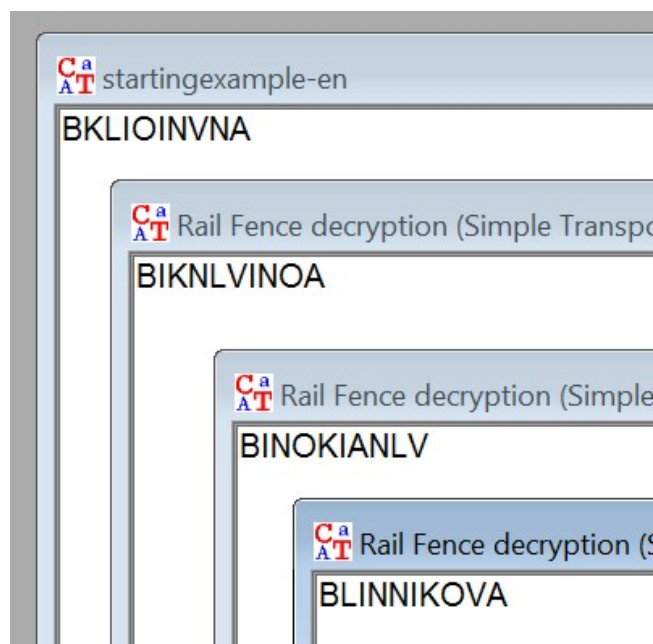 startingexample-en
BKLIOINVNA
Rail Fence decryption (Simple Transpo
BIKNLVINOA
Rail Fence decryption (Simple
BINOKIANLV
Rail Fence decryption (S
BLINNIKOVA